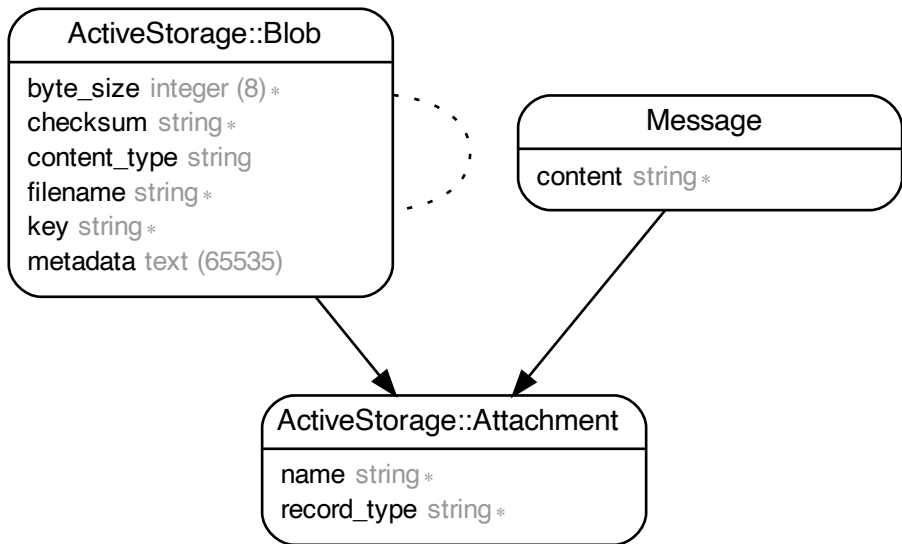 ActiveStorage::Blob
byte_size integer (8) *
checksum string *
content_type string
filename string *
key string *
metadata text (65535)
Message
content string *
ActiveStorage::Attachment
name string *
record_type string *